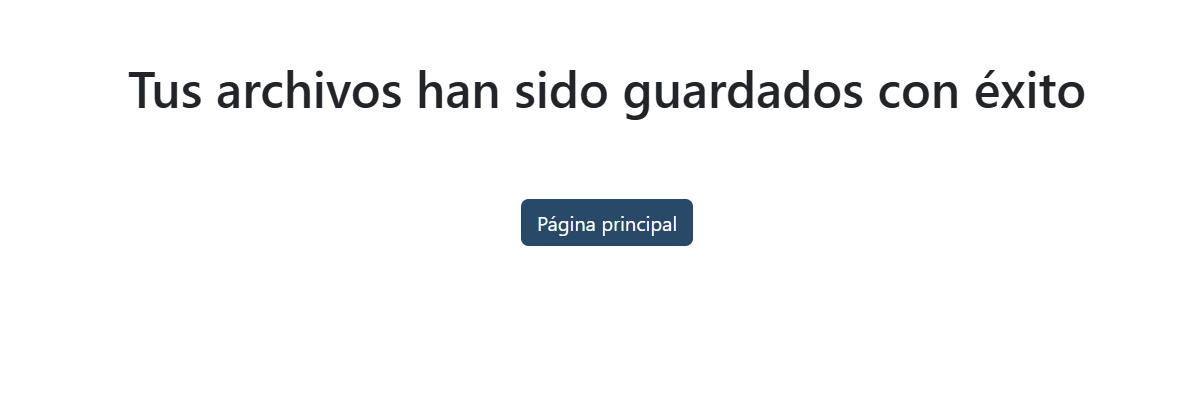 Tus archivos han sido guardados con éxito
Página principal